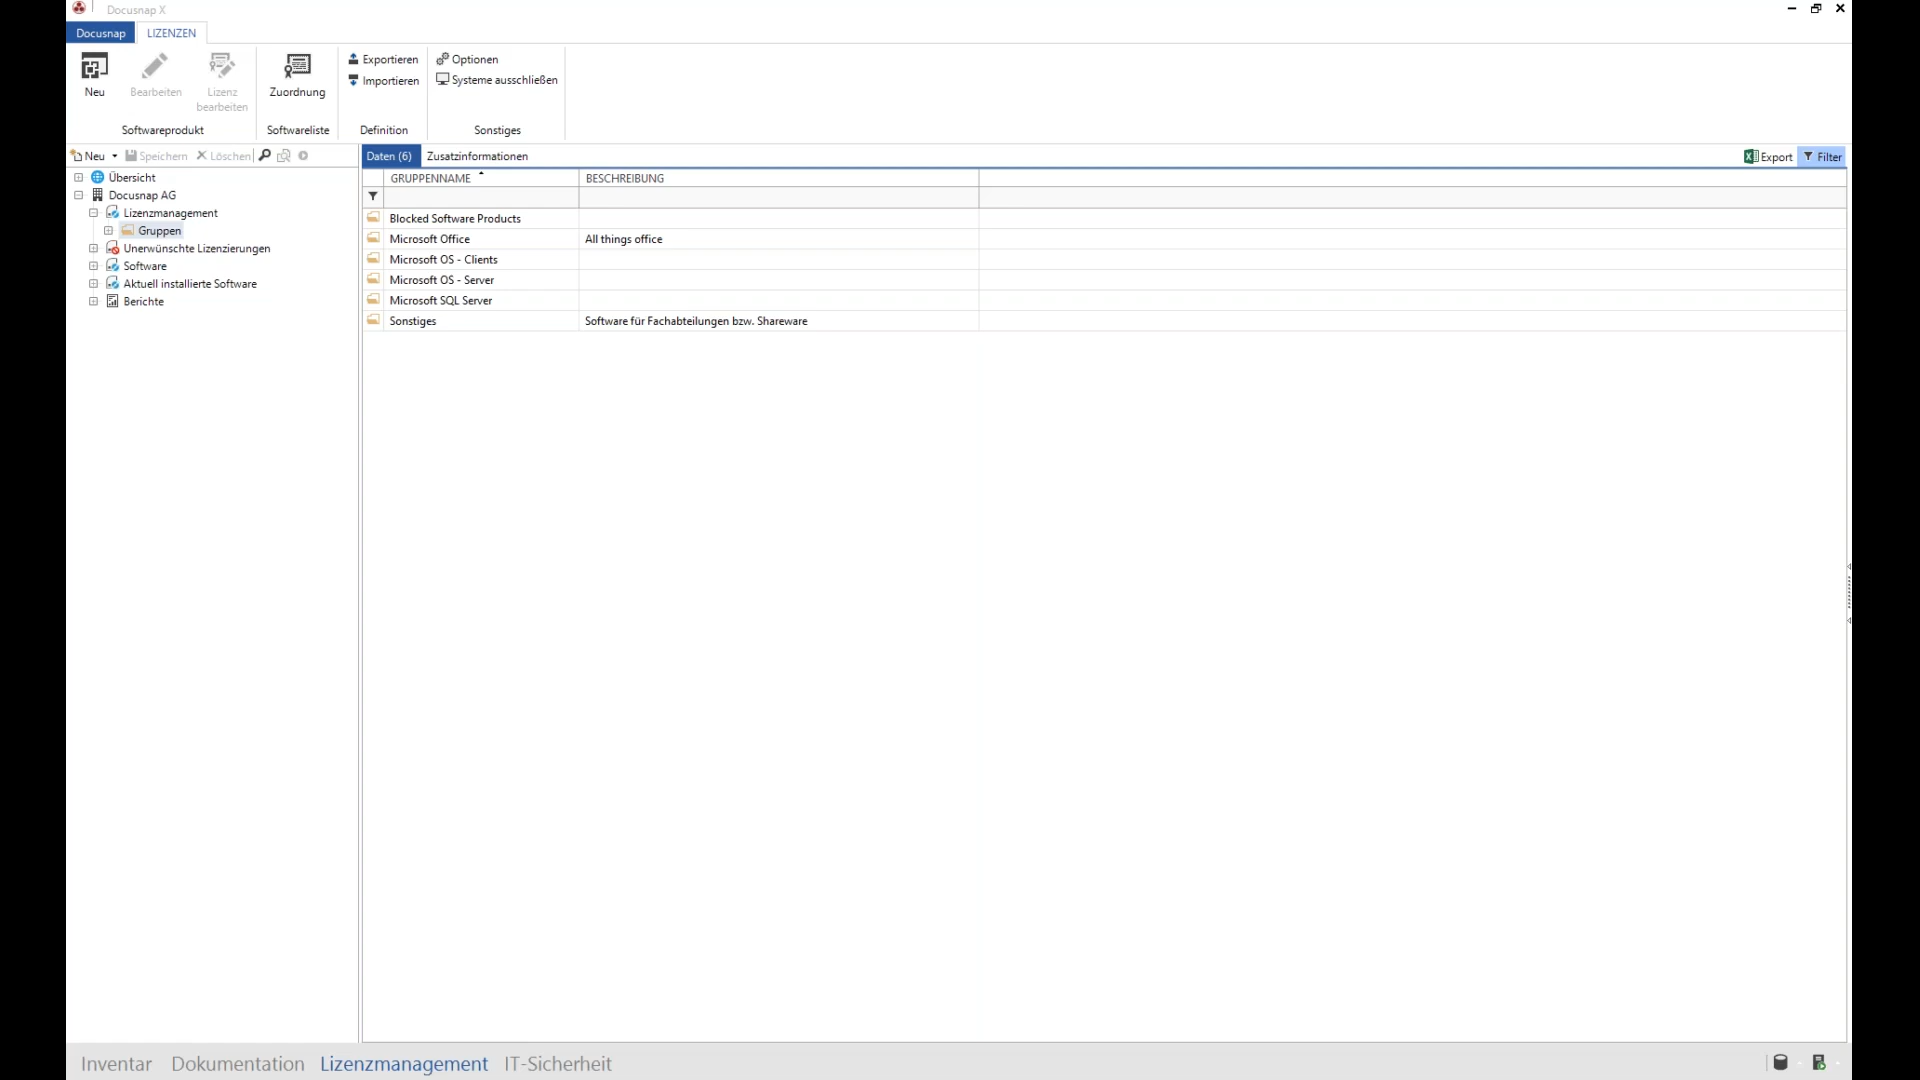 Docusnap X
Docusnap LIZENZEN
Neu Bearbeiten Lizenz bearbeiten Zuordnung Exportieren Optionen
Importieren Systeme ausschließen
Softwareprodukt Softwareliste Definition Sonstiges
Neu Speichern Löschen Daten (6) Zusatzinformationen Export Filter
Übersicht
Docusnap AG
Lizenzmanagement
Gruppen
Unerwünschte Lizenzierungen
Software
Aktuell installierte Software
Berichte
GRUPPENNAME BESCHREIBUNG
Blocked Software Products
Microsoft Office All things office
Microsoft OS - Clients
Microsoft OS - Server
Microsoft SQL Server
Sonstiges Software für Fachabteilungen bzw. Shareware
Inventar Dokumentation Lizenzmanagement IT-Sicherheit